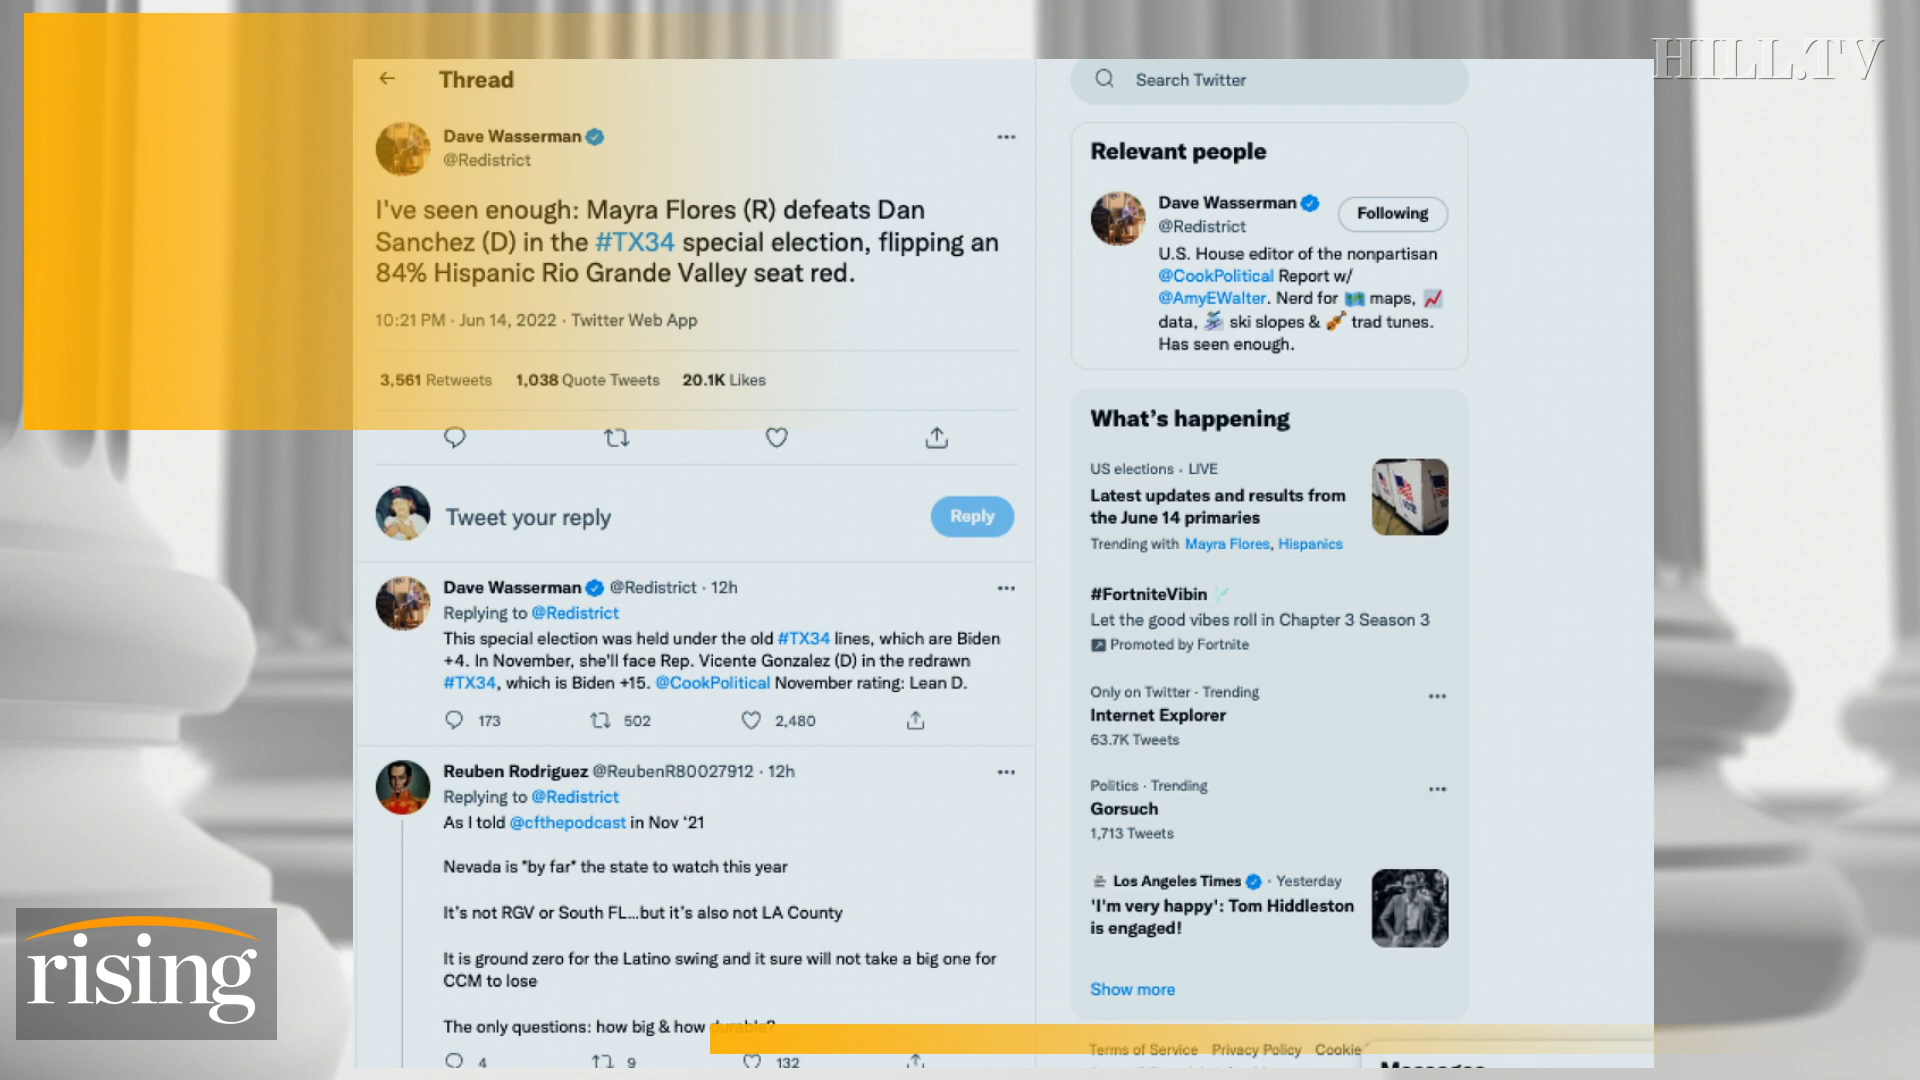 HILL.TV
Thread
Dave Wasserman
@Redistrict
I've seen enough: Mayra Flores (R) defeats Dan
Sanchez (D) in the #TX34 special election, flipping an
84% Hispanic Rio Grande Valley seat red.
10:21 PM · Jun 14, 2022 · Twitter Web App
3,561 Retweets 1,038 Quote Tweets 20.1K Likes
Tweet your reply
Reply
Dave Wasserman @Redistrict · 12h
Replying to @Redistrict
This special election was held under the old #TX34 lines, which are Biden
+4. In November, she'll face Rep. Vicente Gonzalez (D) in the redrawn
#TX34, which is Biden +15. @CookPolitical November rating: Lean D.
173 502 2,480
Reuben Rodriguez @ReubenR80027912 · 12h
Replying to @Redistrict
As I told @cfthepodcast in Nov ‘21
Nevada is *by far* the state to watch this year
It’s not RGV or South FL...but it’s also not LA County
It is ground zero for the Latino swing and it sure will not take a big one for
CCM to lose
The only questions: how big & how durable?
4 9 132
Search Twitter
Relevant people
Dave Wasserman
@Redistrict
Following
U.S. House editor of the nonpartisan
@CookPolitical Report w/
@AmyEWalter. Nerd for maps,
data, ski slopes & trad tunes.
Has seen enough.
What’s happening
US elections · LIVE
Latest updates and results from
the June 14 primaries
Trending with Mayra Flores, Hispanics
#FortniteVibin
Let the good vibes roll in Chapter 3 Season 3
Promoted by Fortnite
Only on Twitter · Trending
Internet Explorer
63.7K Tweets
Politics · Trending
Gorsuch
1,713 Tweets
Los Angeles Times · Yesterday
'I'm very happy': Tom Hiddleston
is engaged!
Show more
Terms of Service Privacy Policy Cookie
Messages
rising